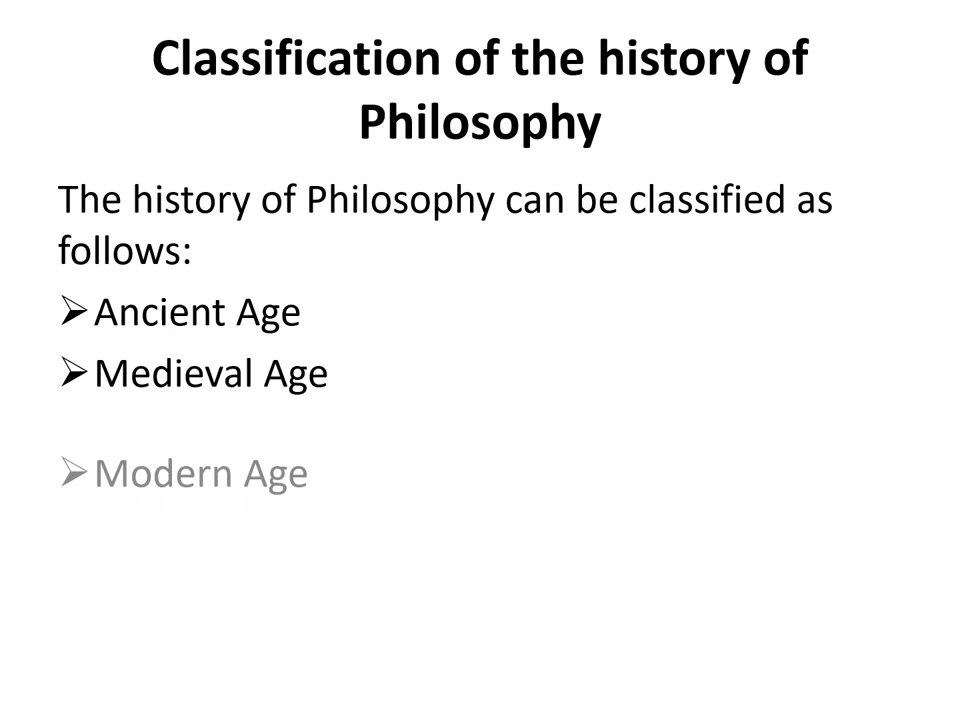 Classification of the history of
Philosophy
The history of Philosophy can be classified as
follows:
➢Ancient Age
➢Medieval Age
➢Modern Age